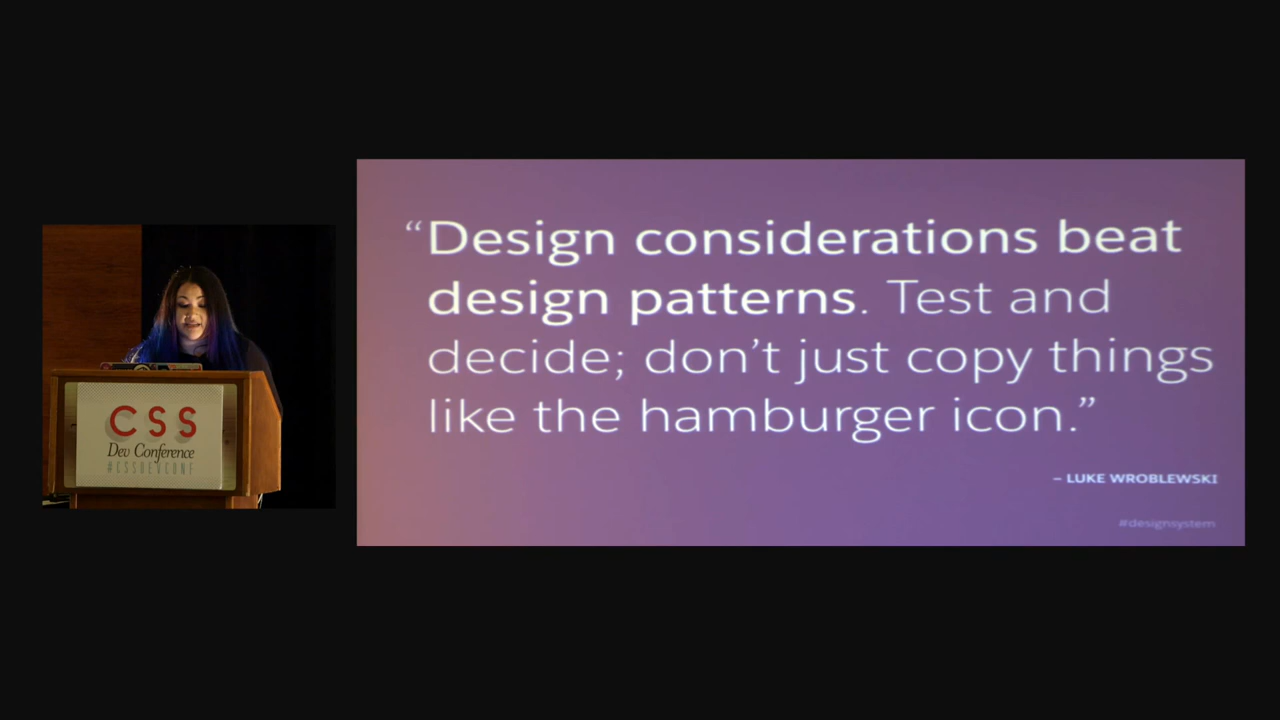 CSS
Dev Conference
#CSSDEVCONF
“Design considerations beat
design patterns. Test and
decide; don’t just copy things
like the hamburger icon.”
– LUKE WROBLEWSKI
#designsystem